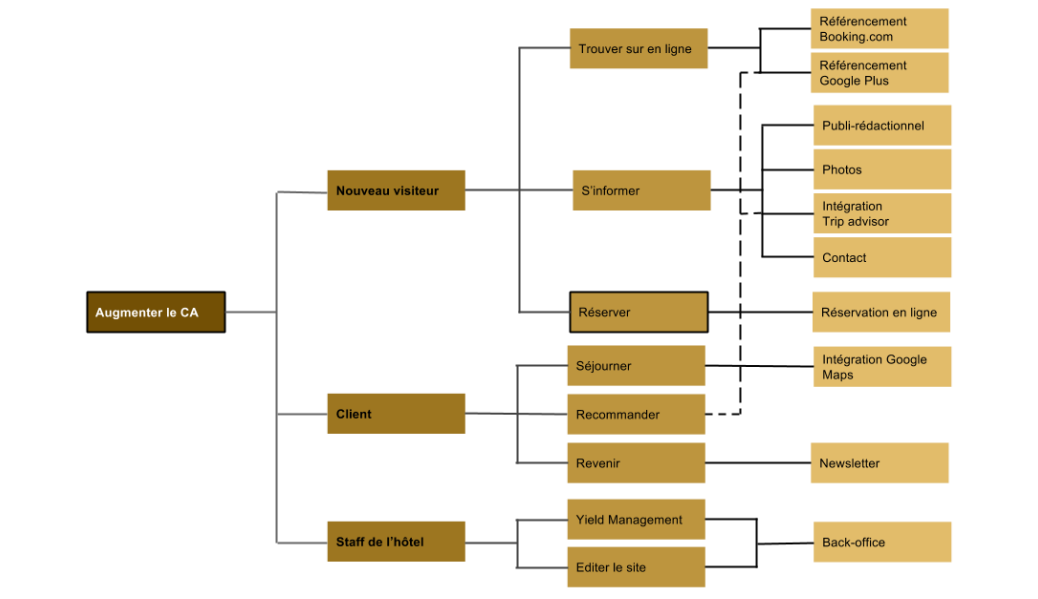 Référencement
Booking.com
Trouver sur en ligne
Référencement
Google Plus
Publi-rédactionnel
Photos
Nouveau visiteur
S'informer
Intégration
Trip advisor
Contact
Augmenter le CA
Réserver
Réservation en ligne
Séjourner
Intégration Google
Maps
Client
Recommander
Revenir
Newsletter
Yield Management
Staff de l'hôtel
Back-office
Editer le site